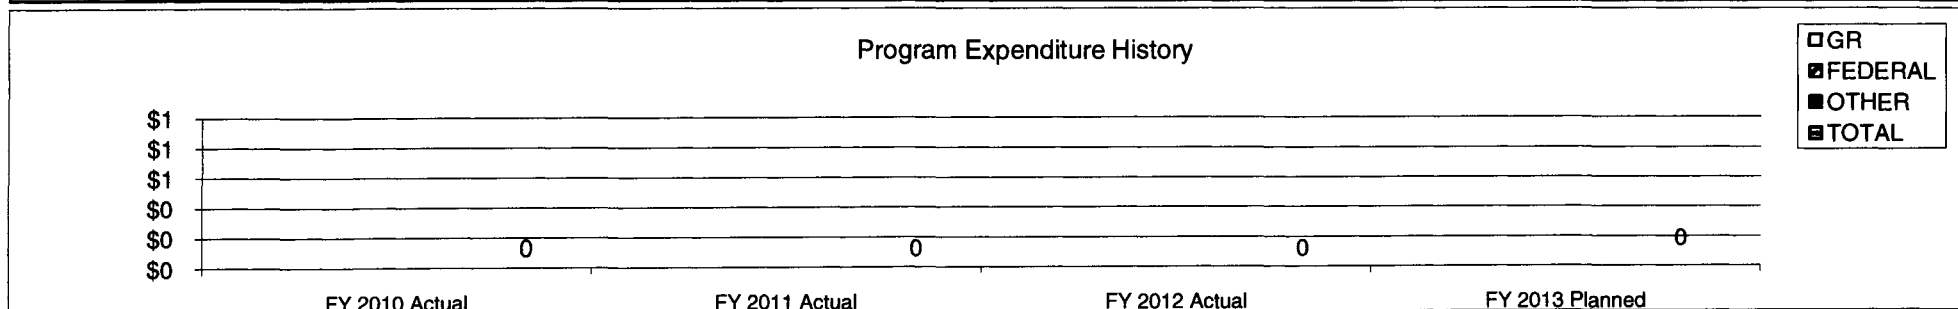 Program Expenditure History
GR
FEDERAL
OTHER
TOTAL
$1
$1
$1
$0
$0
$0
0 0 0 0
FY 2010 Actual FY 2011 Actual FY 2012 Actual FY 2013 Planned